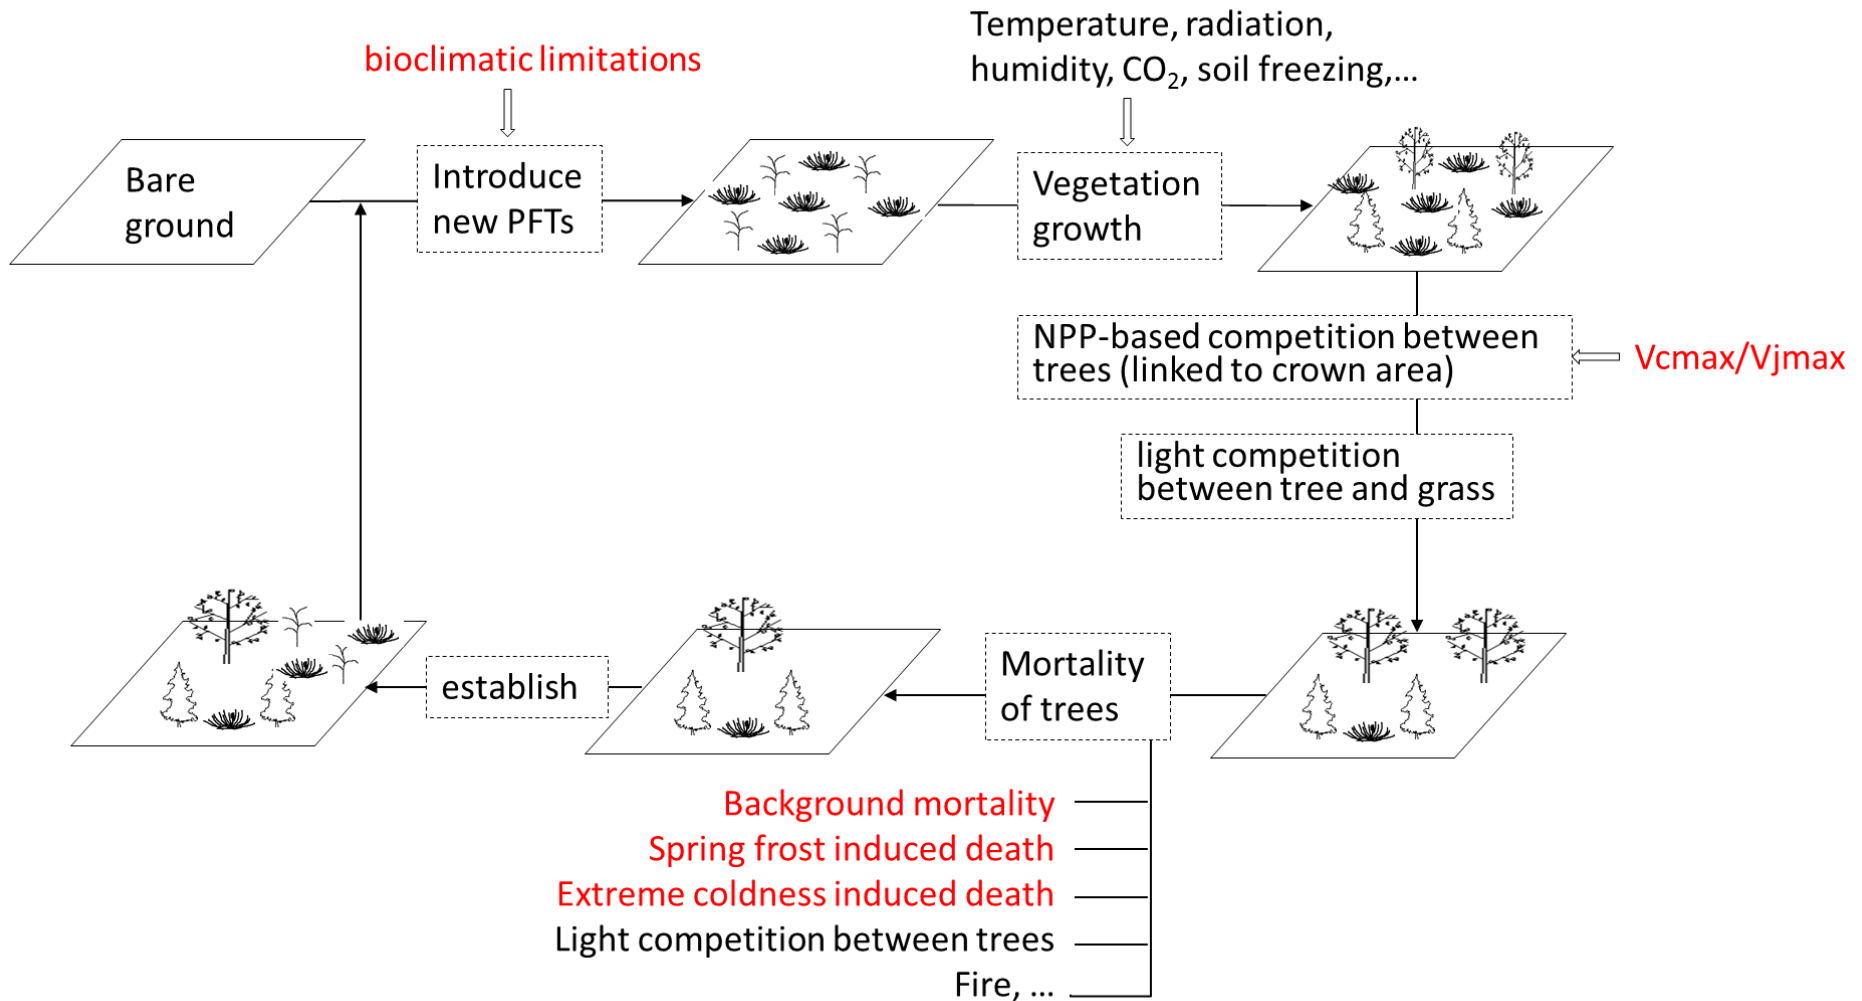 bioclimatic limitations
Temperature, radiation,
humidity, CO₂, soil freezing,...
Bare
ground
Introduce
new PFTs
Vegetation
growth
NPP-based competition between
trees (linked to crown area)
Vcmax/Vjmax
light competition
between tree and grass
Mortality
of trees
establish
Background mortality
Spring frost induced death
Extreme coldness induced death
Light competition between trees
Fire, ...